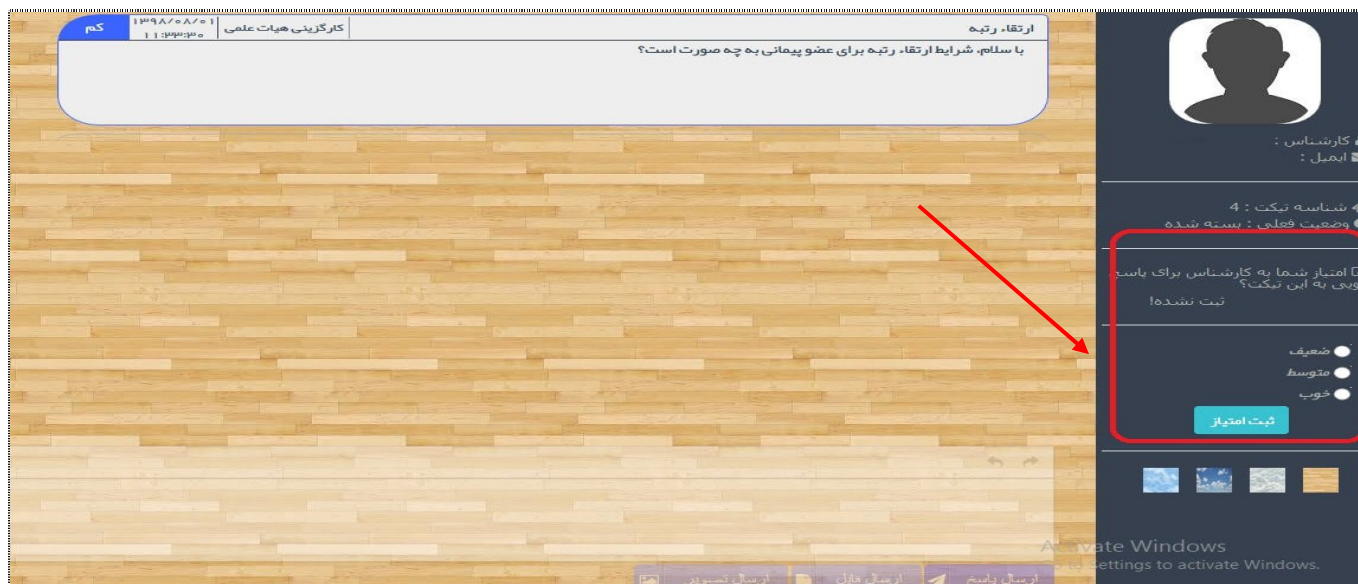 ارتقاء رتبه
کارگزینی هیات علمی
۱۳۹۸/۰۸/۰۱
۱۱:۳۳:۳۰
کم
با سلام، شرایط ارتقاء رتبه برای عضو پیمانی به چه صورت است؟
کارشناس :
ایمیل :
شناسه تیکت : 4
وضعیت فعلی : بسته شده
امتیاز شما به کارشناس برای پاسخ
گویی به این تیکت؟
ثبت نشده!
ضعیف
متوسط
خوب
ثبت امتیاز
Activate Windows
Settings to activate Windows.
ارسال پاسخ
ارسال فایل
ارسال تصویر